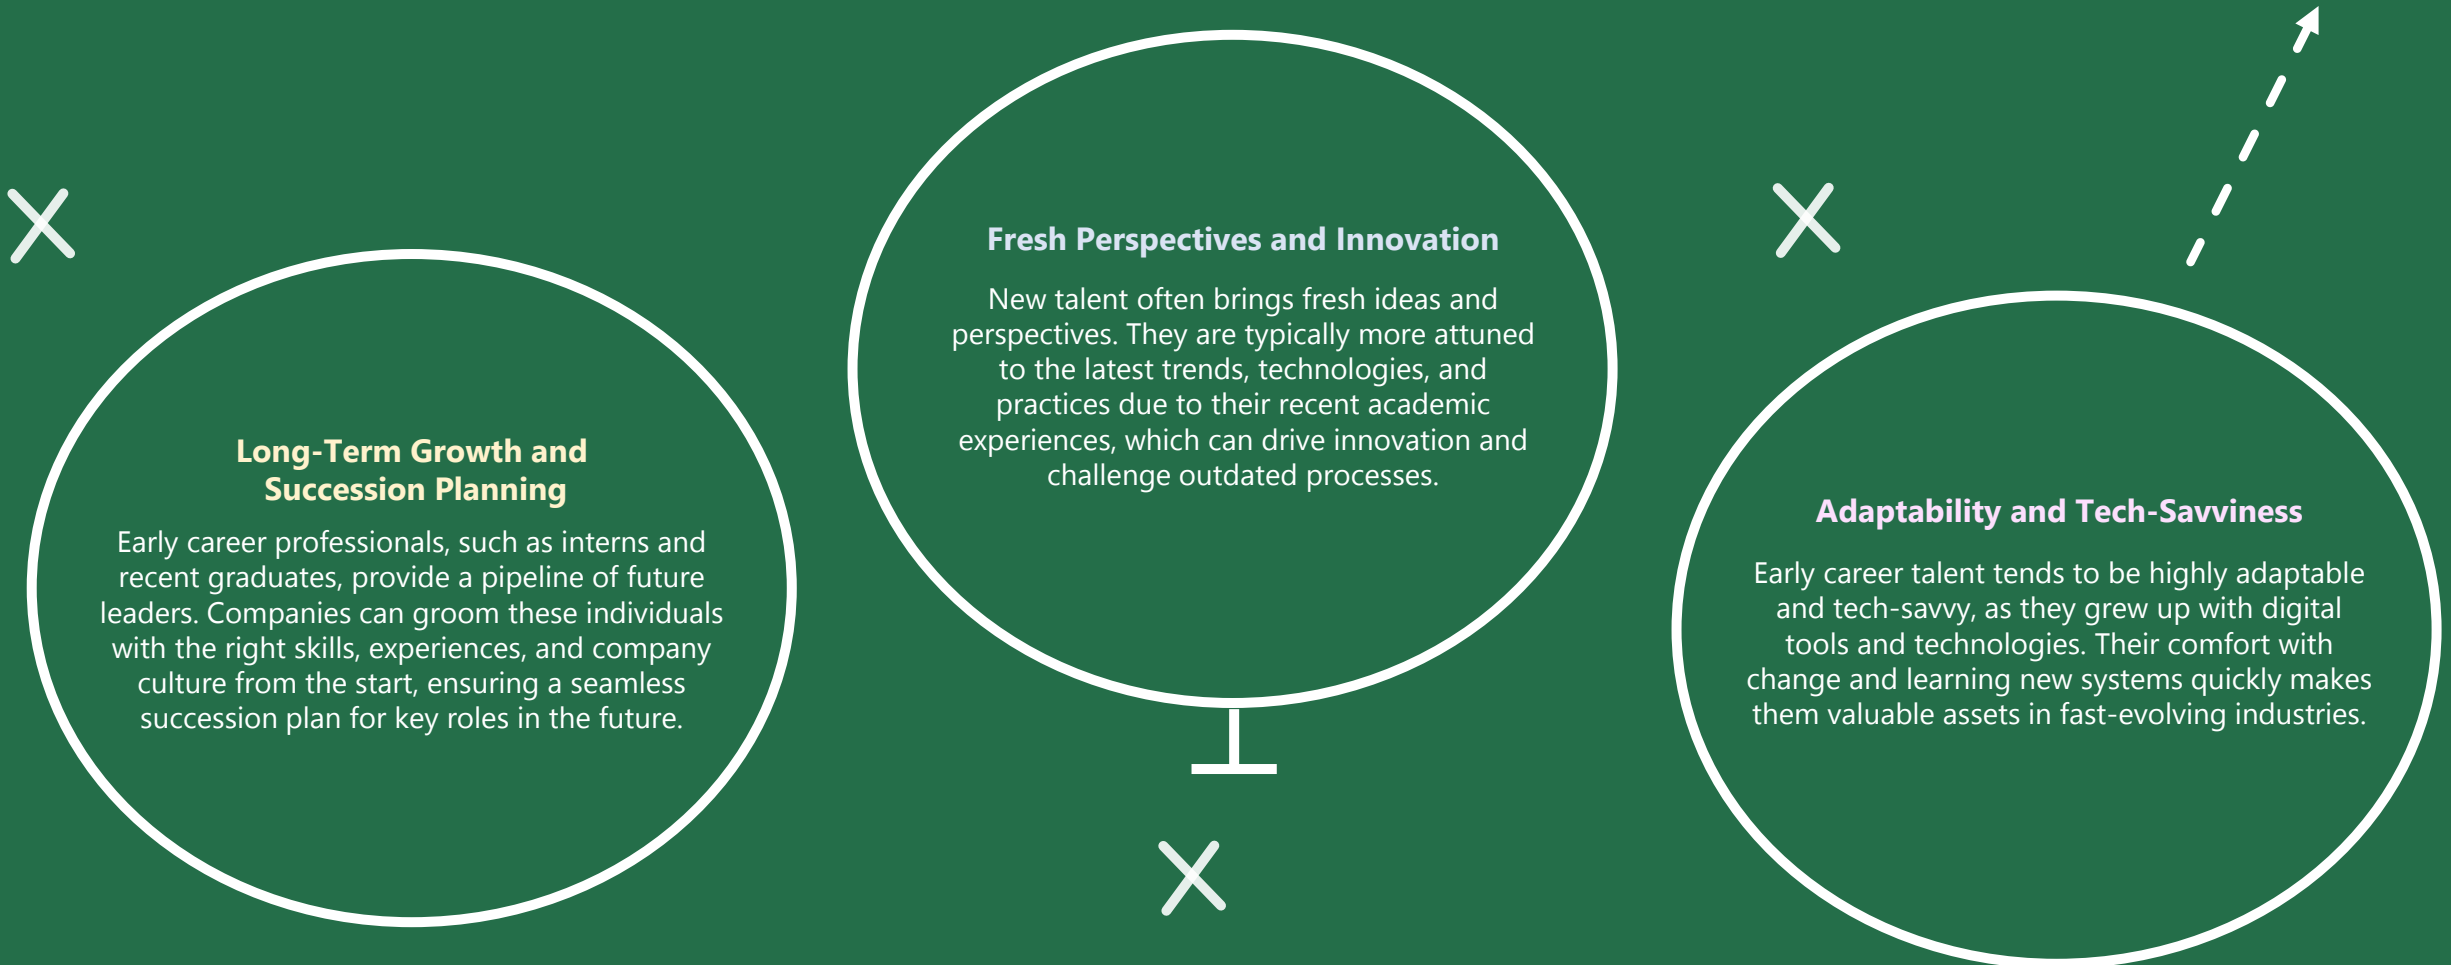 Long-Term Growth and
Succession Planning
Early career professionals, such as interns and
recent graduates, provide a pipeline of future
leaders. Companies can groom these individuals
with the right skills, experiences, and company
culture from the start, ensuring a seamless
succession plan for key roles in the future.
Fresh Perspectives and Innovation
New talent often brings fresh ideas and
perspectives. They are typically more attuned
to the latest trends, technologies, and
practices due to their recent academic
experiences, which can drive innovation and
challenge outdated processes.
Adaptability and Tech-Savviness
Early career talent tends to be highly adaptable
and tech-savvy, as they grew up with digital
tools and technologies. Their comfort with
change and learning new systems quickly makes
them valuable assets in fast-evolving industries.